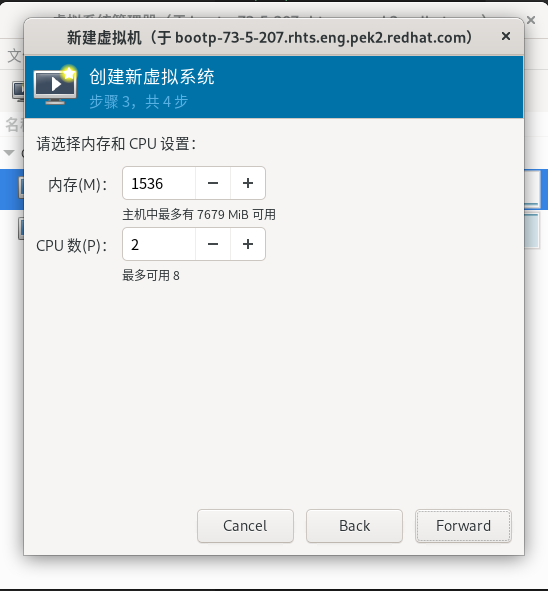 新建虚拟机（于 bootp-73-5-207.rhts.eng.pek2.redhat.com）
创建新虚拟系统
步骤 3，共 4 步
请选择内存和 CPU 设置：
内存(M)： 1536
主机中最多有 7679 MiB 可用
CPU 数(P)： 2
最多可用 8
Cancel Back Forward